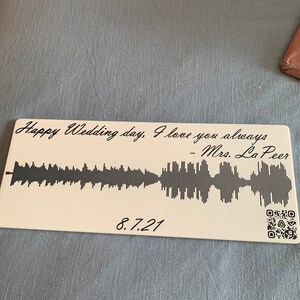 Happy Wedding day, I love you always
- Mrs. LaPeer
8.7.21